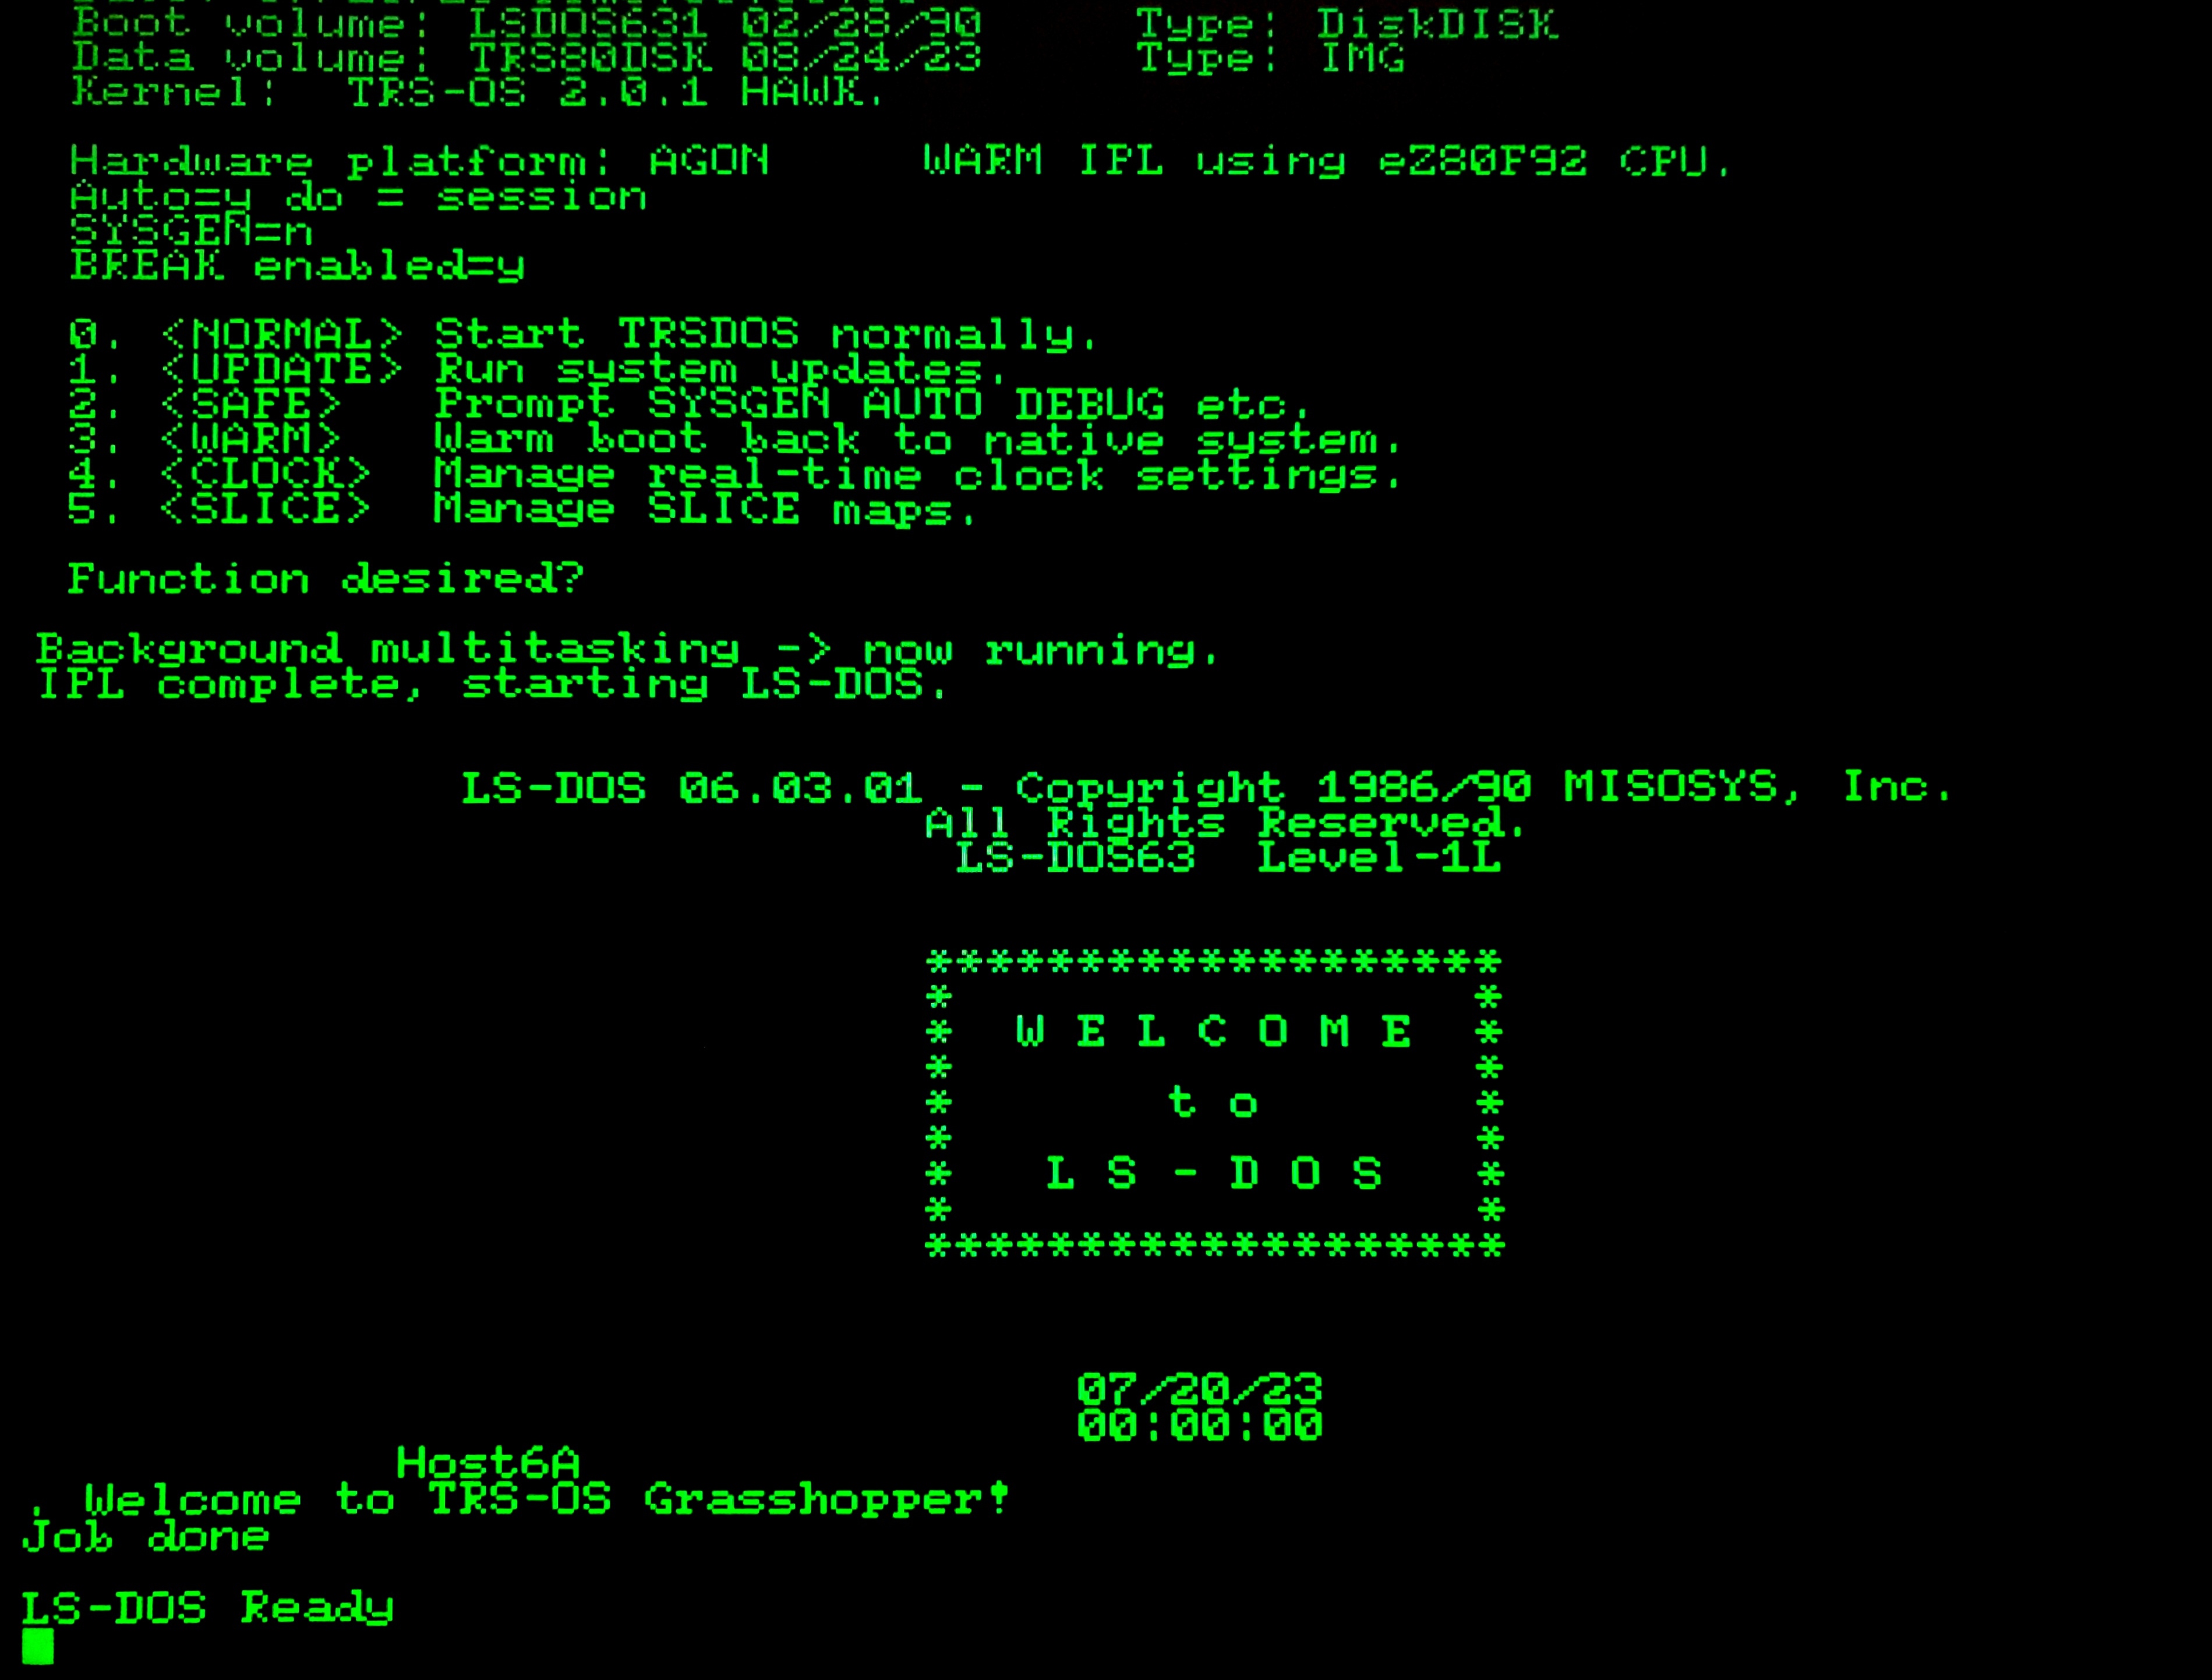 Boot volume: LSDOS631 02/28/90 Type: DiskDISK
Data volume: TRS80DSK 08/24/23 Type: IMG
Kernel: TRS-OS 2.0.1 HAWK.
Hardware platform: AGON WARM IPL using eZ80F92 CPU.
Auto=y do = session
SYSGEN=n
BREAK enabled=y
0. <NORMAL> Start TRSDOS normally.
1. <UPDATE> Run system updates.
2. <SAFE> Prompt SYSGEN AUTO DEBUG etc.
3. <WARM> Warm boot back to native system.
4. <CLOCK> Manage real-time clock settings.
5. <SLICE> Manage SLICE maps.
Function desired?
Background multitasking -> now running.
IPL complete, starting LS-DOS.
LS-DOS 06.03.01 - Copyright 1986/90 MISOSYS, Inc.
All Rights Reserved.
LS-DOS63 Level-1L
*******************
* *
* W E L C O M E *
* *
* t o *
* *
* L S - D O S *
* *
*******************
07/20/23
00:00:00
Host6A
. Welcome to TRS-OS Grasshopper!
Job done
LS-DOS Ready